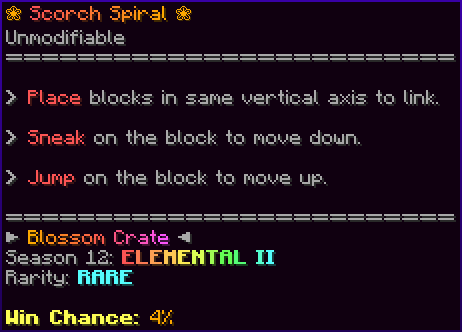 ❀ Scorch Spiral ❀
Unmodifiable
================================
> Place blocks in same vertical axis to link.
> Sneak on the block to move down.
> Jump on the block to move up.
================================
► Blossom Crate ◄
Season 12: ELEMENTAL II
Rarity: RARE
Win Chance: 4%